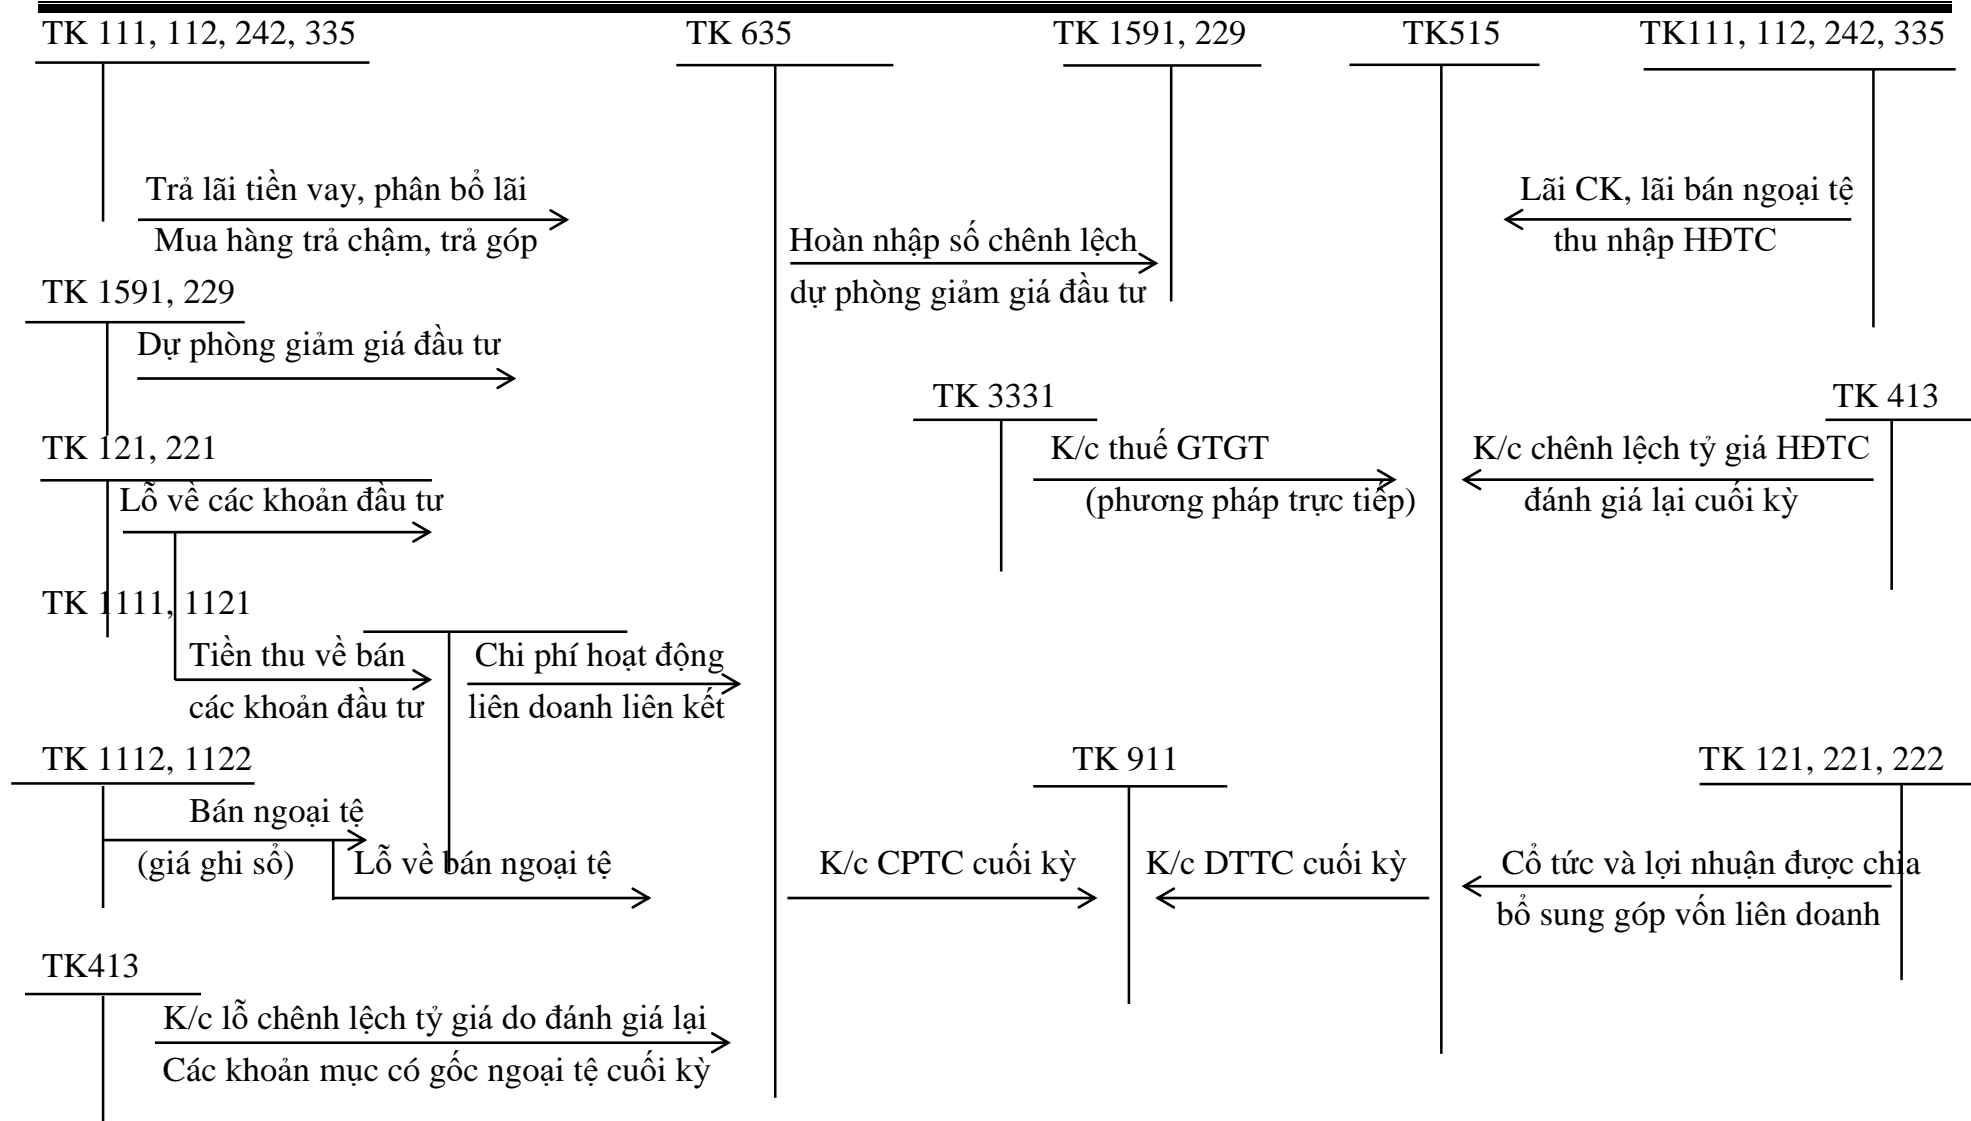 TK 111, 112, 242, 335
TK 635
TK 1591, 229
TK515
TK111, 112, 242, 335
Trả lãi tiền vay, phân bổ lãi
Mua hàng trả chậm, trả góp
Hoàn nhập số chênh lệch
dự phòng giảm giá đầu tư
Lãi CK, lãi bán ngoại tệ
thu nhập HĐTC
TK 1591, 229
Dự phòng giảm giá đầu tư
TK 3331
TK 413
TK 121, 221
K/c thuế GTGT
(phương pháp trực tiếp)
K/c chênh lệch tỷ giá HĐTC
đánh giá lại cuối kỳ
Lỗ về các khoản đầu tư
TK 1111, 1121
Tiền thu về bán
các khoản đầu tư
Chi phí hoạt động
liên doanh liên kết
TK 1112, 1122
TK 911
TK 121, 221, 222
Bán ngoại tệ
(giá ghi sổ)
Lỗ về bán ngoại tệ
K/c CPTC cuối kỳ
K/c DTTC cuối kỳ
Cổ tức và lợi nhuận được chia
bổ sung góp vốn liên doanh
TK413
K/c lỗ chênh lệch tỷ giá do đánh giá lại
Các khoản mục có gốc ngoại tệ cuối kỳ